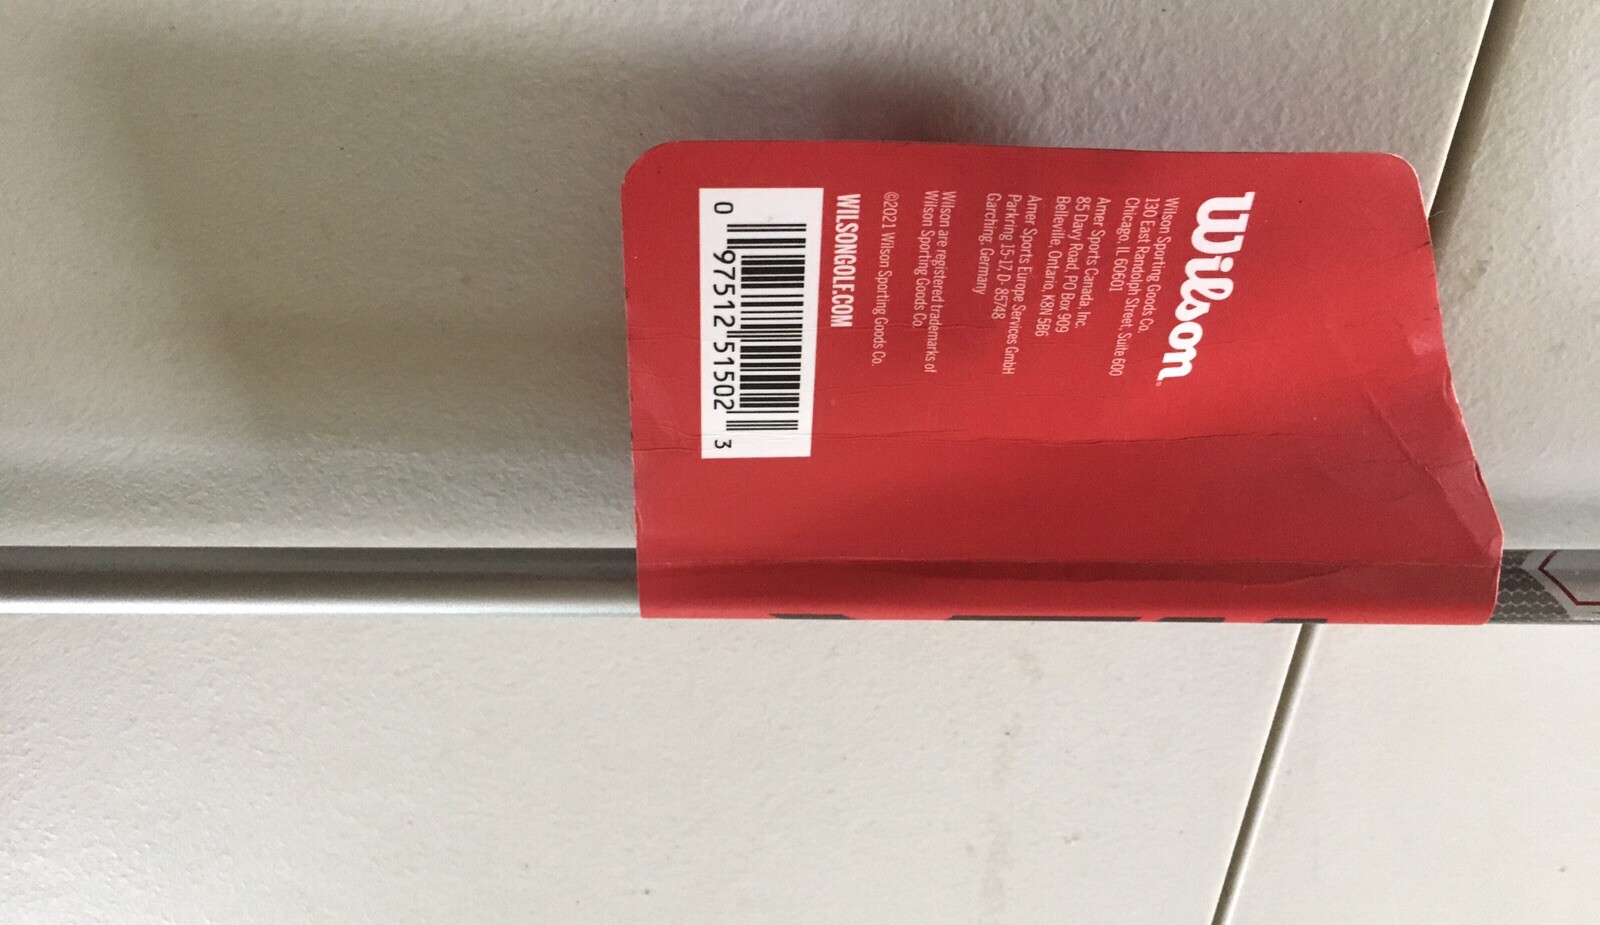 Wilson
Wilson Sporting Goods Co.
130 East Randolph Street, Suite 600
Chicago, IL 60601
Amer Sports Canada, Inc.
85 Davy Road, PO Box 909
Belleville, Ontario, K8N 5B6
Amer Sports Europe Services GmbH
Parkring 15-17, D- 85748
Garching, Germany
Wilson are registered trademarks of
Wilson Sporting Goods Co.
©2021 Wilson Sporting Goods Co.
WILSONGOLF.COM
0 97512 51502 3